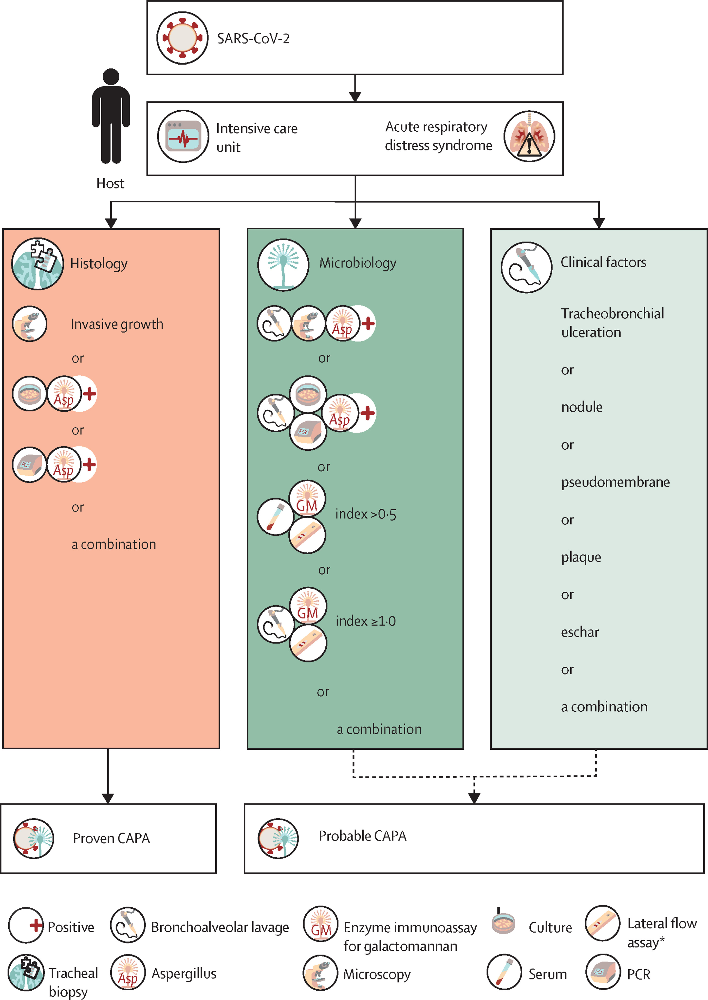 SARS-CoV-2
Intensive care
unit
Acute respiratory
distress syndrome
Host
Histology
Invasive growth
or
Asp
or
PCR
Asp
or
a combination
Microbiology
Asp
or
Asp
PCR
or
GM
index >0·5
or
GM
index ≥1·0
or
a combination
Clinical factors
Tracheobronchial
ulceration
or
nodule
or
pseudomembrane
or
plaque
or
eschar
or
a combination
Proven CAPA
Probable CAPA
Positive
Bronchoalveolar lavage
GM
Enzyme immunoassay
for galactomannan
Culture
Lateral flow
assay*
Tracheal
biopsy
Asp
Aspergillus
Microscopy
Serum
PCR
PCR